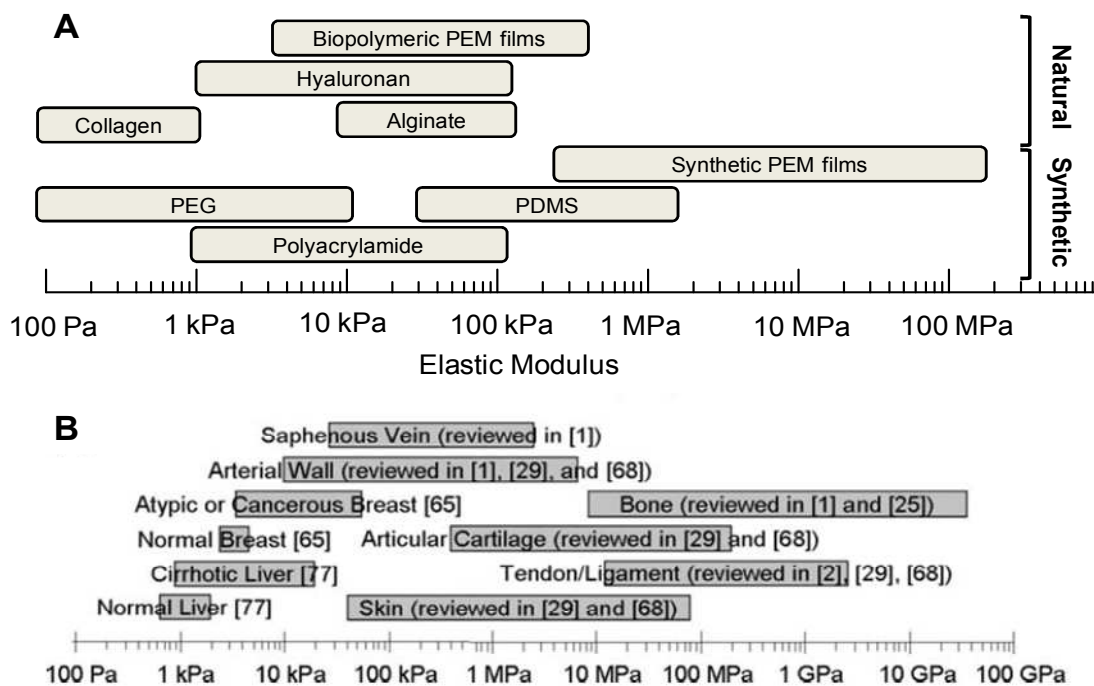 A
Biopolymeric PEM films
Hyaluronan
Collagen
Alginate
Natural
Synthetic PEM films
PEG
PDMS
Polyacrylamide
Synthetic
100 Pa 1 kPa 10 kPa 100 kPa 1 MPa 10 MPa 100 MPa
Elastic Modulus
B
Saphenous Vein (reviewed in [1])
Arterial Wall (reviewed in [1], [29], and [68])
Atypic or Cancerous Breast [65]
Bone (reviewed in [1] and [25])
Normal Breast [65]
Articular Cartilage (reviewed in [29] and [68])
Cirrhotic Liver [77]
Tendon/Ligament (reviewed in [2], [29], [68])
Normal Liver [77]
Skin (reviewed in [29] and [68])
100 Pa 1 kPa 10 kPa 100 kPa 1 MPa 10 MPa 100 MPa 1 GPa 10 GPa 100 GPa